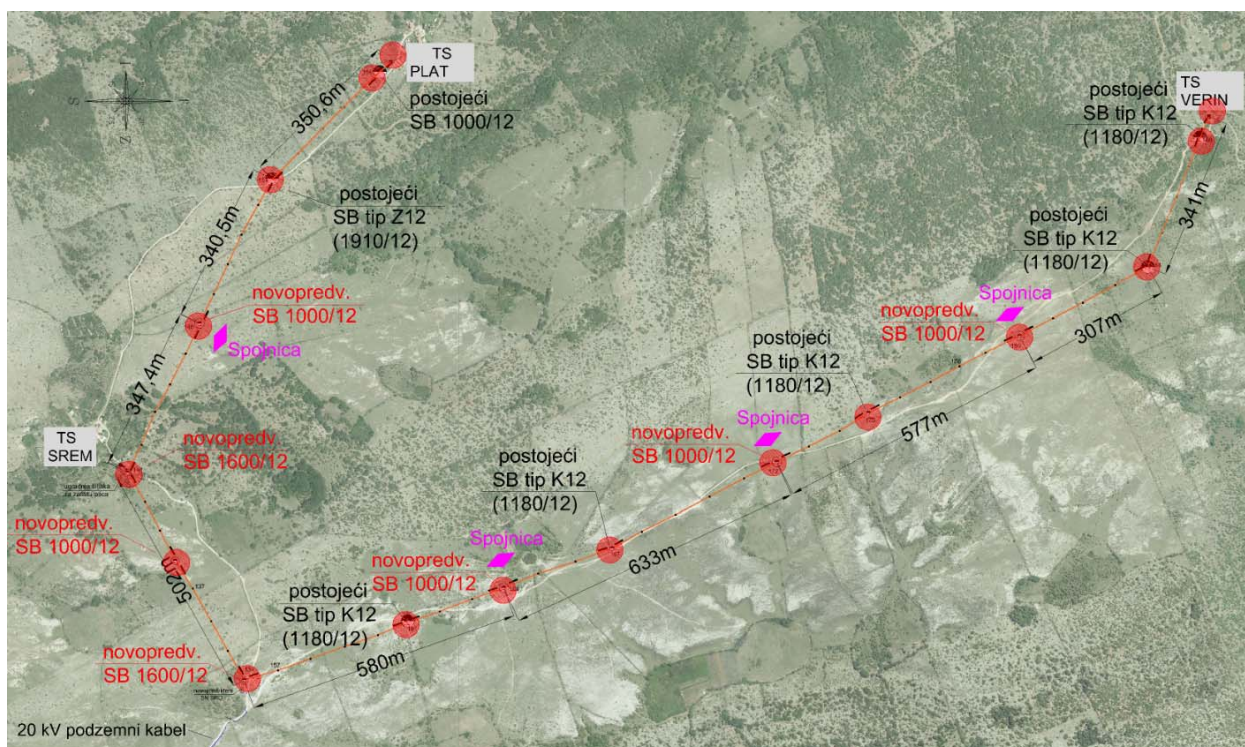 TS
PLAT
postojeći
SB 1000/12
350,6m
S
Z
postojeći
SB tip Z12
(1910/12)
340,5m
novopredv.
SB 1000/12
Spojnica
347,4m
TS
SREM
novopredv.
SB 1600/12
novopredv.
SB 1000/12
502m
137
novopredv.
SB 1600/12
157
20 kV podzemni kabel
postojeći
SB tip K12
(1180/12)
580m
novopredv.
SB 1000/12
Spojnica
postojeći
SB tip K12
(1180/12)
633m
novopredv.
SB 1000/12
Spojnica
postojeći
SB tip K12
(1180/12)
577m
novopredv.
SB 1000/12
Spojnica
307m
postojeći
SB tip K12
(1180/12)
341m
postojeći
SB tip K12
(1180/12)
TS
VERIN